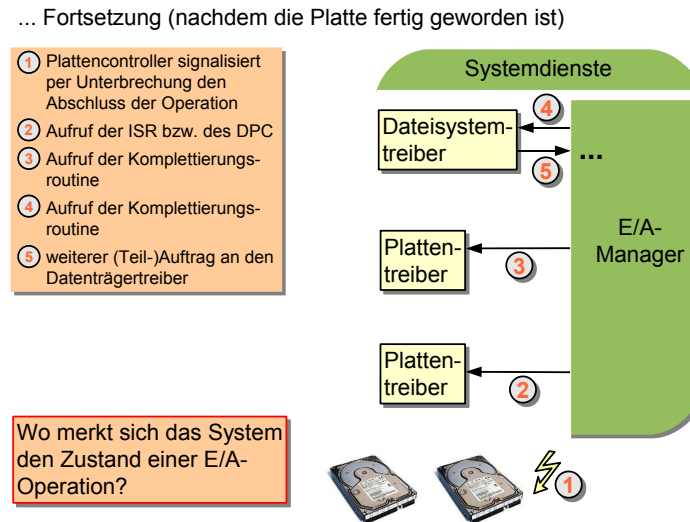 ... Fortsetzung (nachdem die Platte fertig geworden ist)
1 Plattencontroller signalisiert
per Unterbrechung den
Abschluss der Operation
2 Aufruf der ISR bzw. des DPC
3 Aufruf der Komplettierungs-
routine
4 Aufruf der Komplettierungs-
routine
5 weiterer (Teil-)Auftrag an den
Datenträgertreiber
Systemdienste
4
Dateisystem-
treiber
5
...
E/A-
Manager
Platten-
treiber
3
Platten-
treiber
2
Wo merkt sich das System
den Zustand einer E/A-
Operation?
1